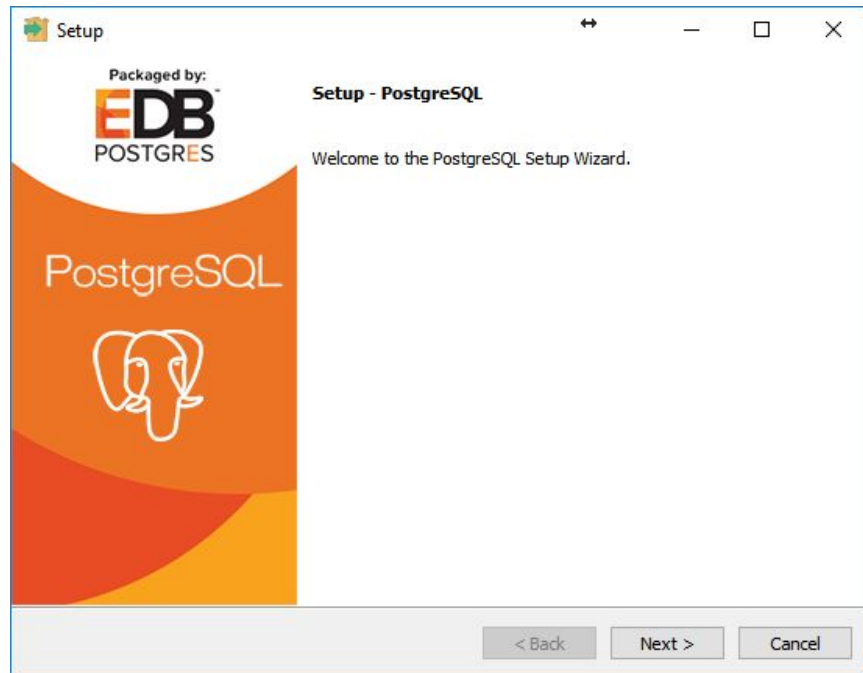 Setup
Packaged by:
EDB
POSTGRES
Setup - PostgreSQL
Welcome to the PostgreSQL Setup Wizard.
PostgreSQL
< Back
Next >
Cancel